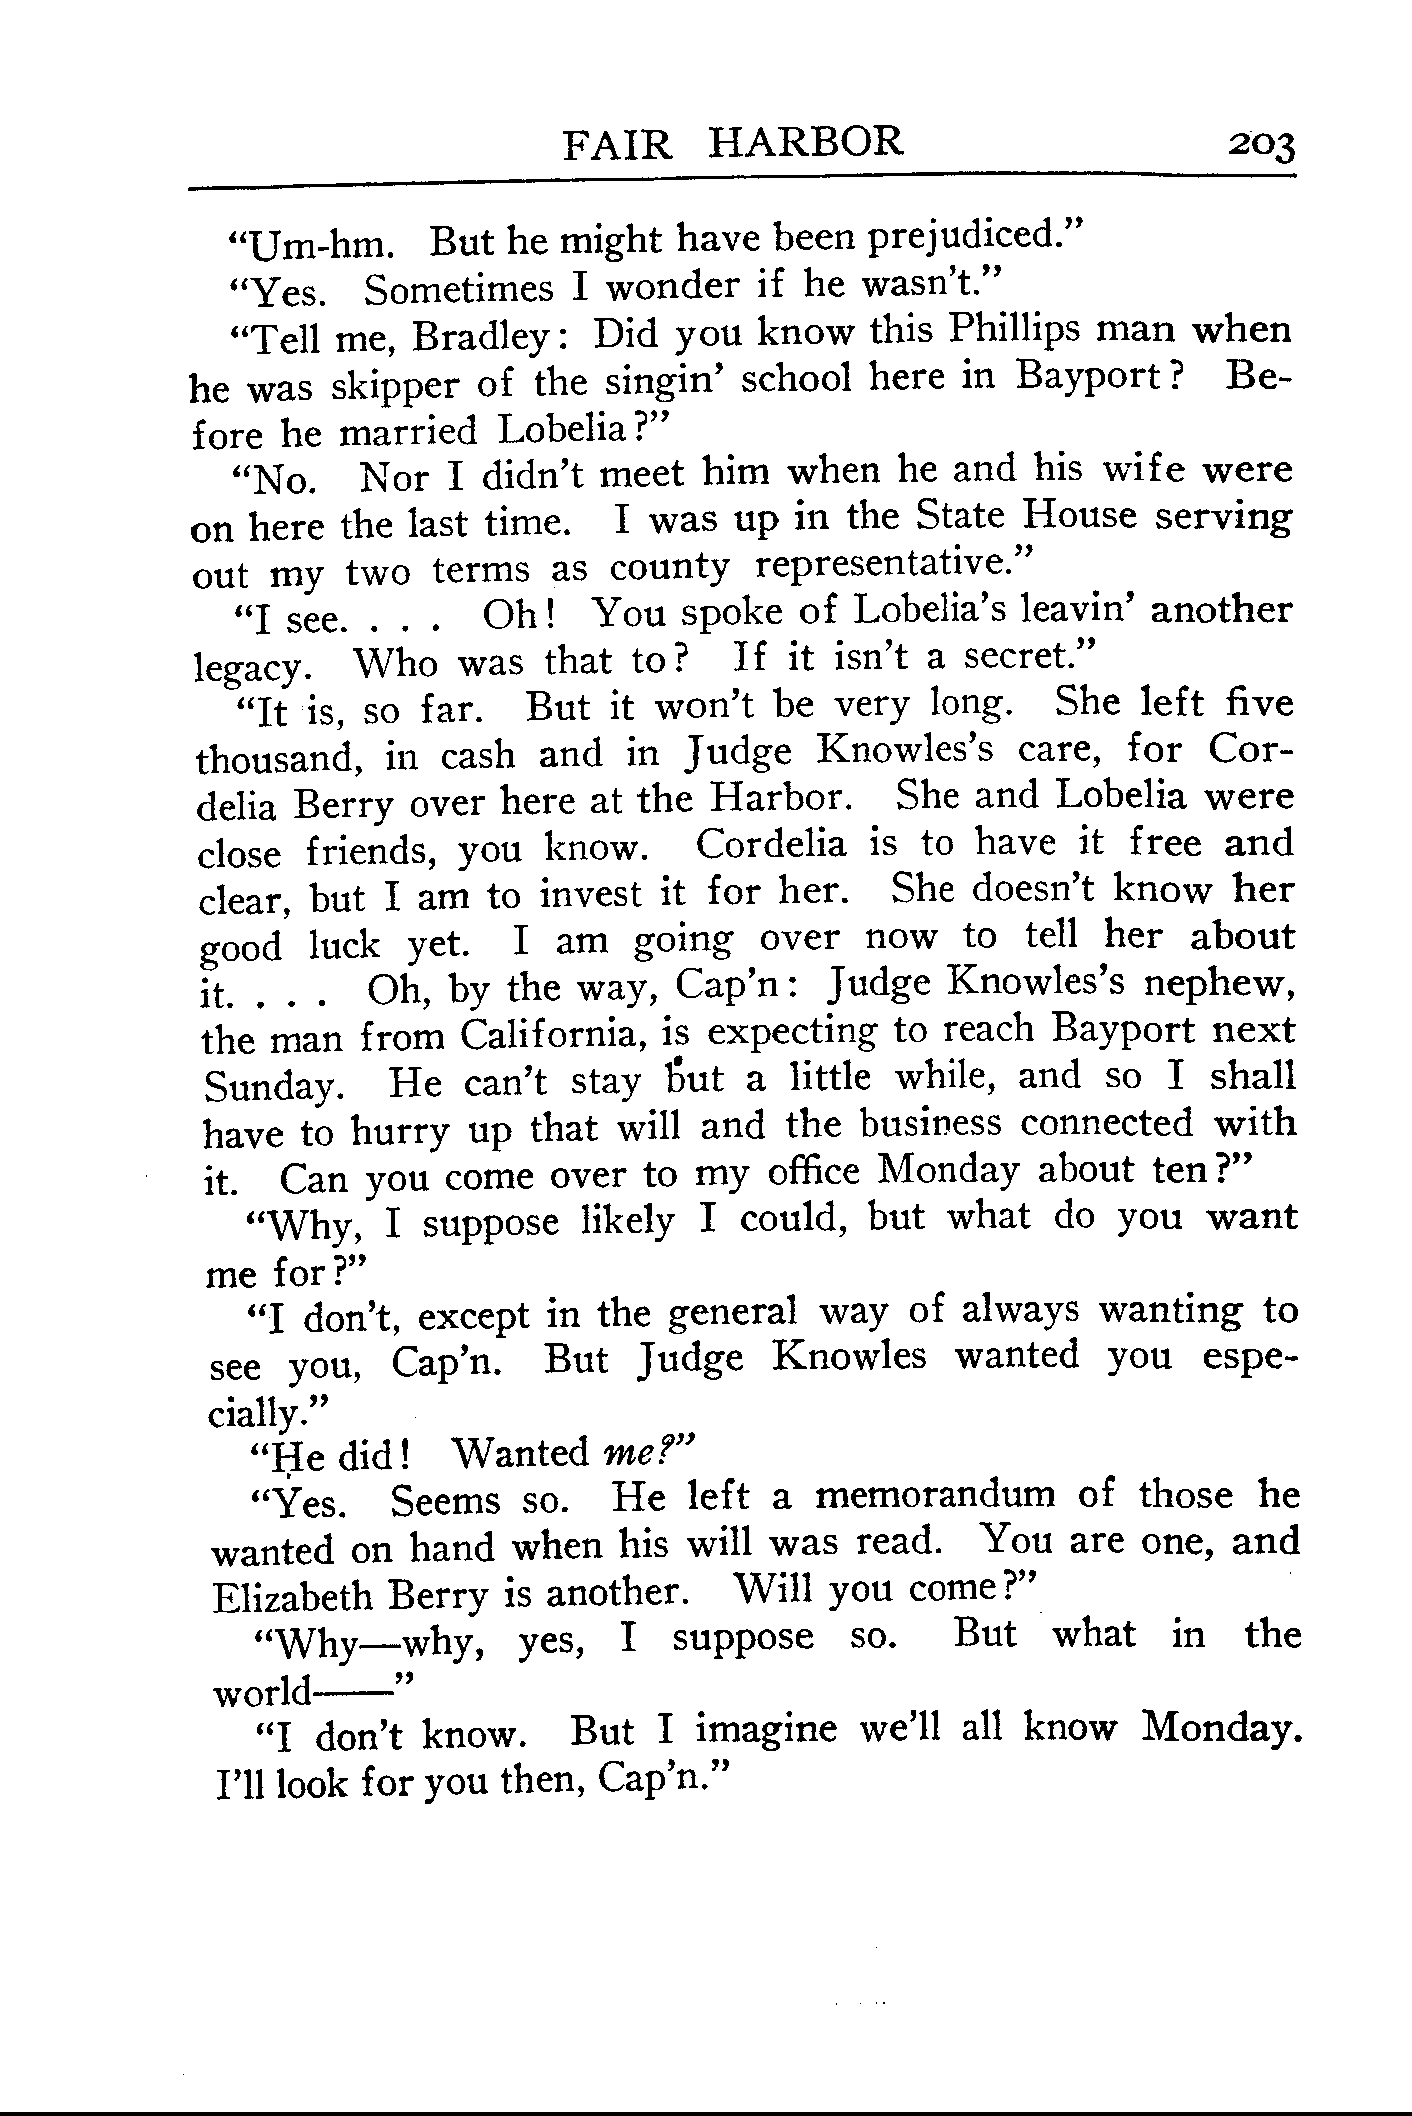 FAIR HARBOR 203
“Um-hm. But he might have been prejudiced.”
“Yes. Sometimes I wonder if he wasn’t.”
“Tell me, Bradley: Did you know this Phillips man when
he was skipper of the singin’ school here in Bayport? Be-
fore he married Lobelia?”
“No. Nor I didn’t meet him when he and his wife were
on here the last time. I was up in the State House serving
out my two terms as county representative.”
“I see. . . . Oh! You spoke of Lobelia’s leavin’ another
legacy. Who was that to? If it isn’t a secret.”
“It is, so far. But it won’t be very long. She left five
thousand, in cash and in Judge Knowles’s care, for Cor-
delia Berry over here at the Harbor. She and Lobelia were
close friends, you know. Cordelia is to have it free and
clear, but I am to invest it for her. She doesn’t know her
good luck yet. I am going over now to tell her about
it. . . . Oh, by the way, Cap’n: Judge Knowles’s nephew,
the man from California, is expecting to reach Bayport next
Sunday. He can’t stay but a little while, and so I shall
have to hurry up that will and the business connected with
it. Can you come over to my office Monday about ten?”
“Why, I suppose likely I could, but what do you want
me for?”
“I don’t, except in the general way of always wanting to
see you, Cap’n. But Judge Knowles wanted you espe-
cially.”
“He did! Wanted me?”
“Yes. Seems so. He left a memorandum of those he
wanted on hand when his will was read. You are one, and
Elizabeth Berry is another. Will you come?”
“Why—why, yes, I suppose so. But what in the
world——”
“I don’t know. But I imagine we’ll all know Monday.
I’ll look for you then, Cap’n.”